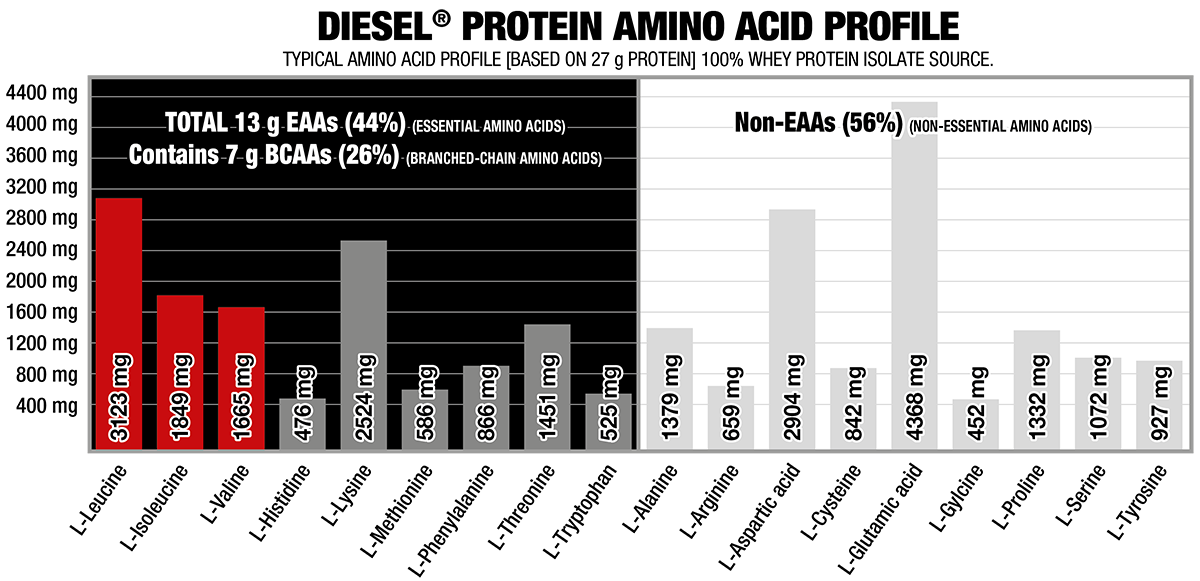 DIESEL® PROTEIN AMINO ACID PROFILE
TYPICAL AMINO ACID PROFILE [BASED ON 27 g PROTEIN] 100% WHEY PROTEIN ISOLATE SOURCE.
4400 mg
4000 mg
3600 mg
3200 mg
2800 mg
2400 mg
2000 mg
1600 mg
1200 mg
800 mg
400 mg
TOTAL 13 g EAAs (44%) (ESSENTIAL AMINO ACIDS)
Contains 7 g BCAAs (26%) (BRANCHED-CHAIN AMINO ACIDS)
Non-EAAs (56%) (NON-ESSENTIAL AMINO ACIDS)
3123 mg
1849 mg
1665 mg
476 mg
2524 mg
586 mg
866 mg
1451 mg
525 mg
1379 mg
659 mg
2904 mg
842 mg
4368 mg
452 mg
1332 mg
1072 mg
927 mg
L-Leucine
L-Isoleucine
L-Valine
L-Histidine
L-Lysine
L-Methionine
L-Phenylalanine
L-Threonine
L-Tryptophan
L-Alanine
L-Arginine
L-Aspartic acid
L-Cysteine
L-Glutamic acid
L-Gylcine
L-Proline
L-Serine
L-Tyrosine